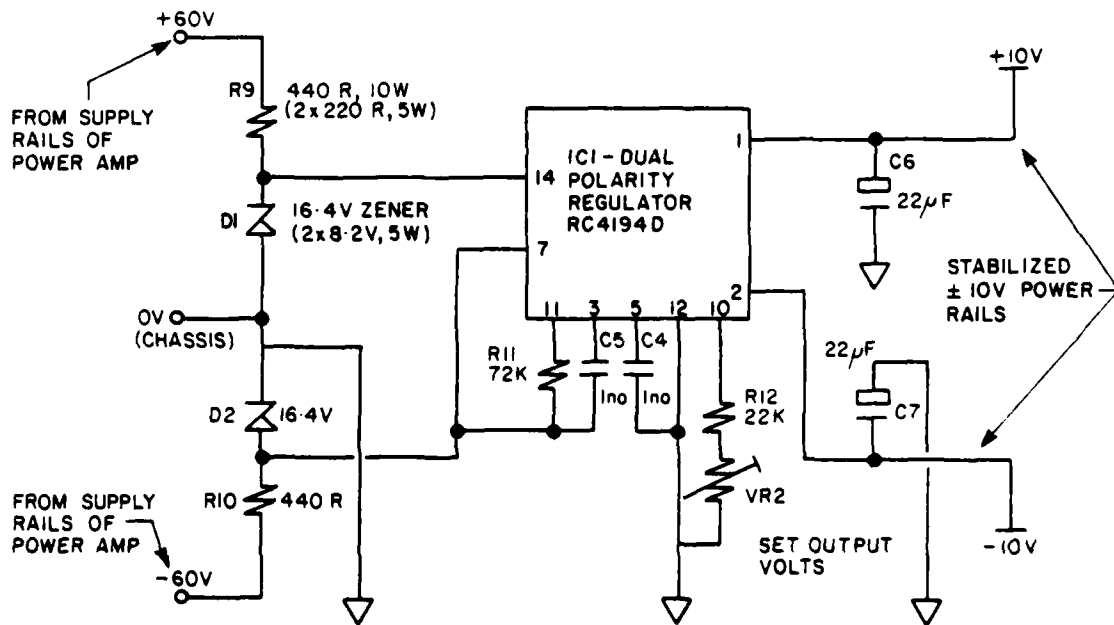 +60V
FROM SUPPLY
RAILS OF
POWER AMP
R9
440 R, 10W
(2x220 R, 5W)
D1
16·4V ZENER
(2x8·2V, 5W)
0V
(CHASSIS)
D2
16·4V
R10
440 R
FROM SUPPLY
RAILS OF
POWER AMP
-60V
IC1-DUAL
POLARITY
REGULATOR
RC4194D
14
7
1
2
11
3
5
12
10
R11
72K
C5
1no
C4
1no
R12
22K
VR2
SET OUTPUT
VOLTS
+10V
C6
22µF
STABILIZED
±10V POWER
RAILS
22µF
C7
-10V